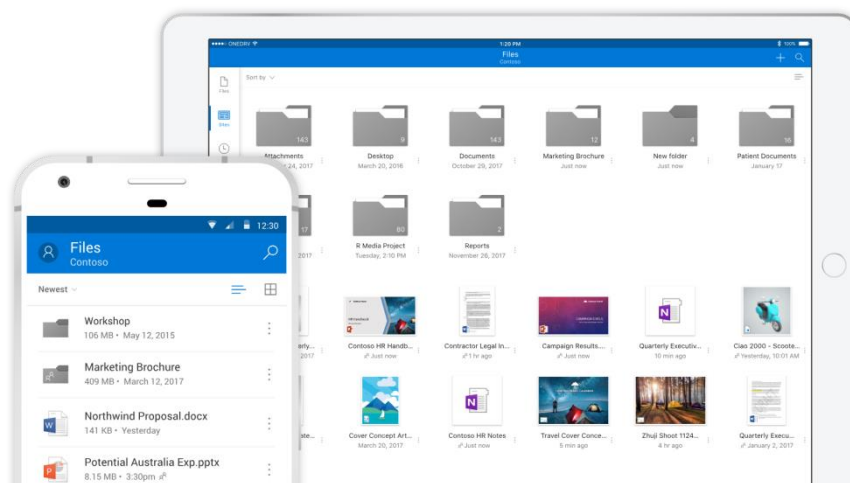 ONEDRV
1:20 PM
100%
Files
Contoso
Sort by
Files
143
9
143
12
4
16
Attachments
Desktop
Documents
Marketing Brochure
New folder
Patient Documents
24, 2017
March 20, 2016
October 29, 2017
Just now
Just now
January 17
17
80
2
R Media Project
Reports
2017
Tuesday, 2:10 PM
November 28, 2017
Contoso HR Handb...
Contractor Legal In...
Campaign Results....
Quarterly Executiv...
Ciao 2000 - Scoote...
2017
Just now
1 hr ago
Just now
10 min ago
Yesterday, 10:01 AM
Cover Concept Art...
Contoso HR Notes
Travel Cover Conce...
Zhuji Shoot 1124...
Quarterly Execu...
March 20, 2017
Just now
5 min ago
4 hr ago
January 2, 2017
12:30
Files
Contoso
Newest
Workshop
106 MB • May 12, 2015
Marketing Brochure
409 MB • March 12, 2017
Northwind Proposal.docx
141 KB • Yesterday
Potential Australia Exp.pptx
8.15 MB • 3:30pm